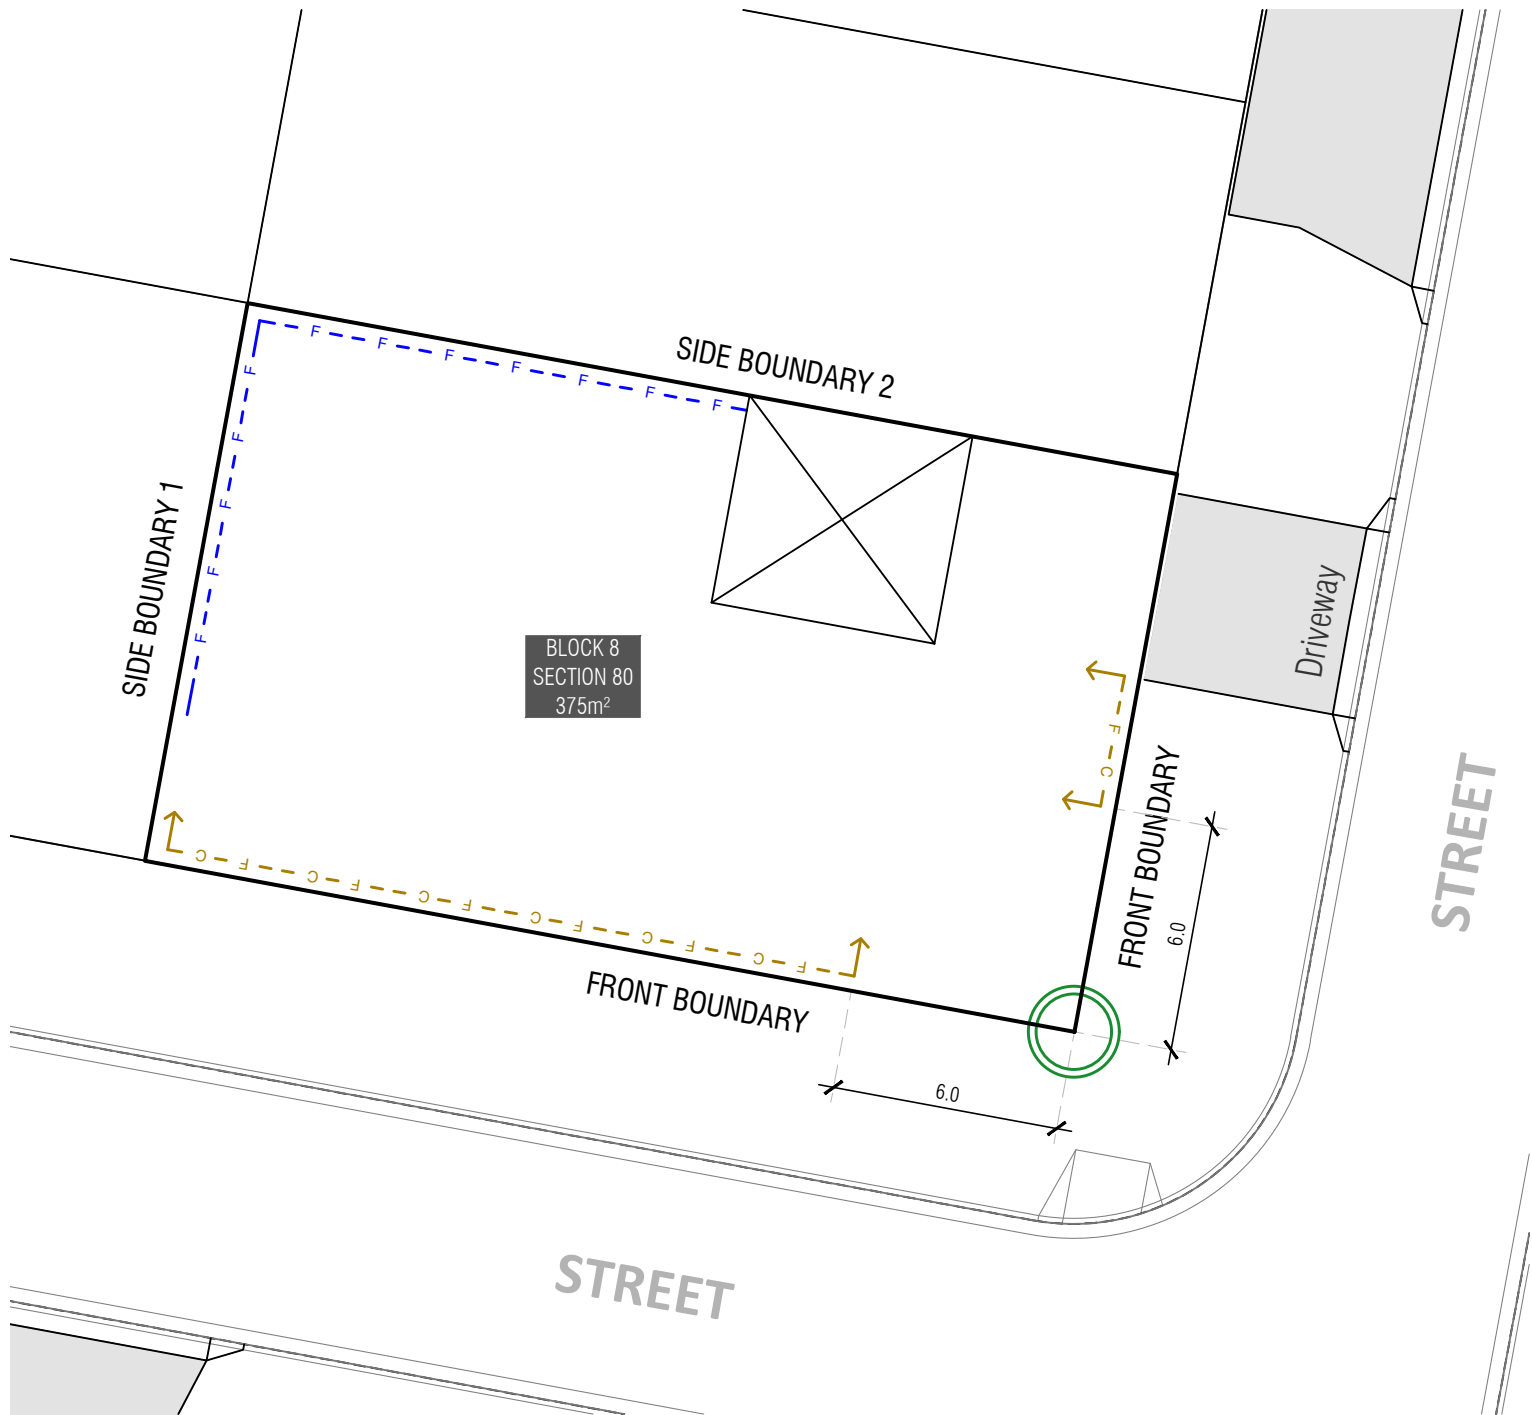 SIDE BOUNDARY 2
F F F F F F F
F
F
F
F
F
SIDE BOUNDARY 1
BLOCK 8
SECTION 80
375m²
Driveway
F C
FRONT BOUNDARY
STREET
6.0
C F C F C F C F C F C F
FRONT BOUNDARY
6.0
STREET